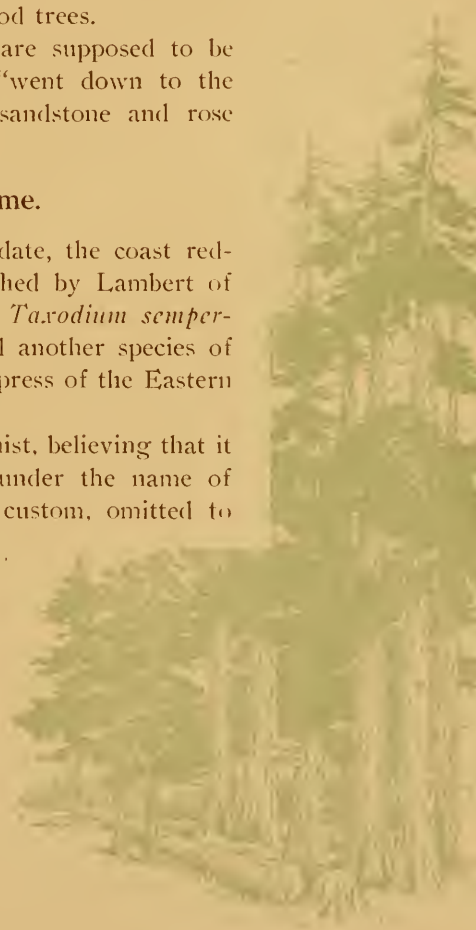 od trees.
are supposed to be
“went down to the
sandstone and rose
me.
date, the coast red-
hed by Lambert of
Taxodium semper-
l another species of
press of the Eastern
ist, believing that it
under the name of
custom, omitted to